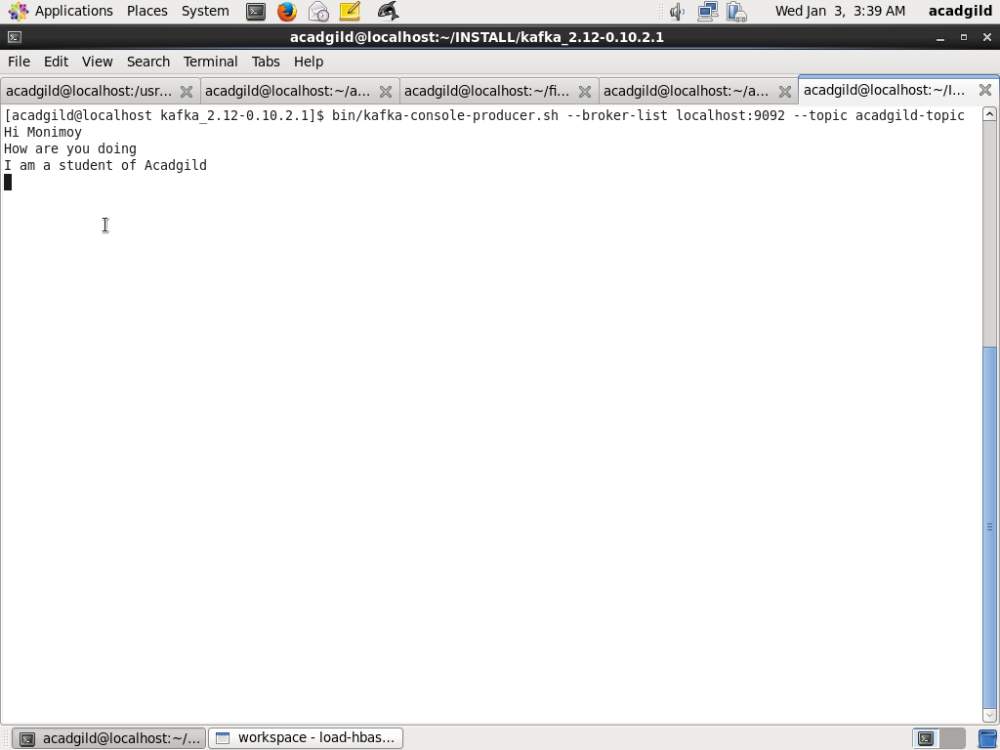 Applications Places System Wed Jan 3, 3:39 AM acadgild
acadgild@localhost:~/INSTALL/kafka_2.12-0.10.2.1
File Edit View Search Terminal Tabs Help
acadgild@localhost:/usr... acadgild@localhost:~/a... acadgild@localhost:~/fi... acadgild@localhost:~/a... acadgild@localhost:~/I...
[acadgild@localhost kafka_2.12-0.10.2.1]$ bin/kafka-console-producer.sh --broker-list localhost:9092 --topic acadgild-topic
Hi Monimoy
How are you doing
I am a student of Acadgild
acadgild@localhost:~/... workspace - load-hbas...